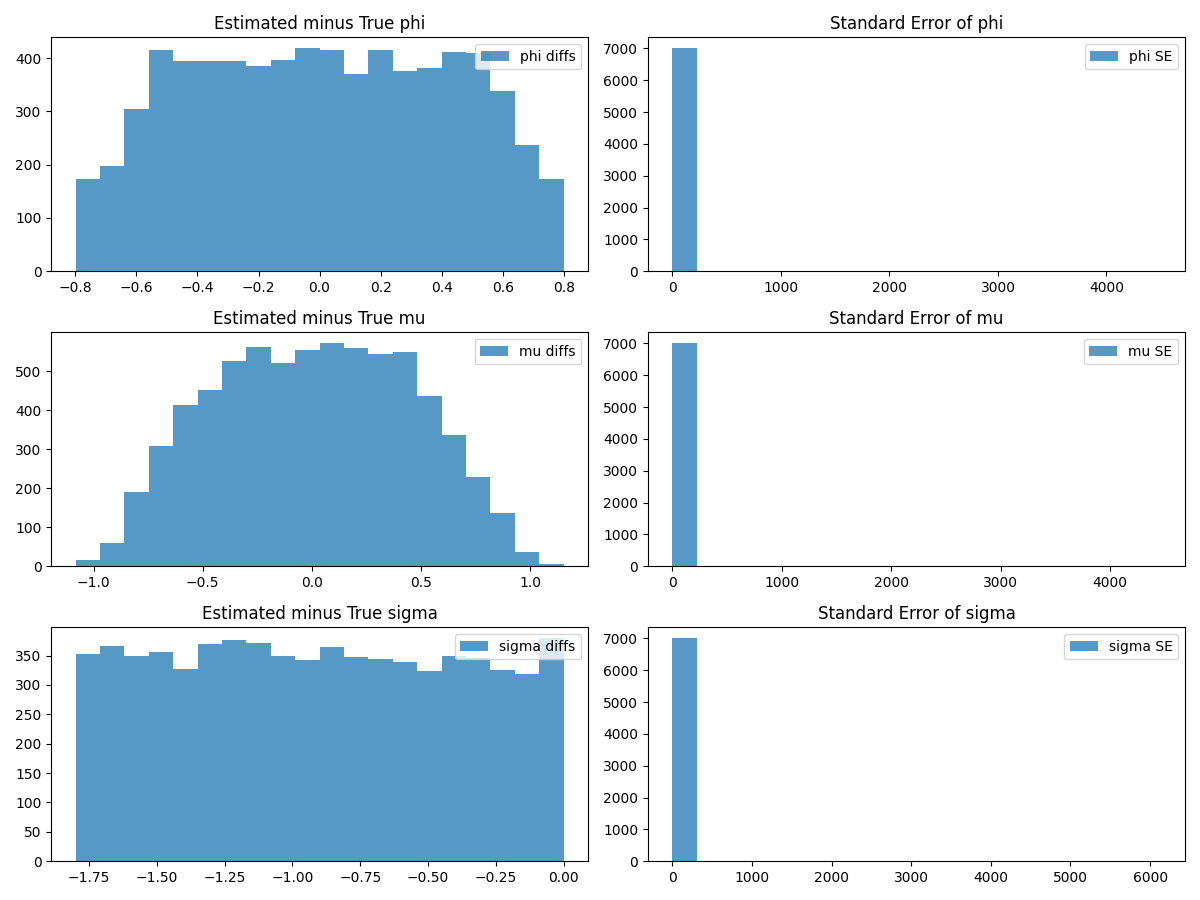 Estimated minus True phi
phi diffs
400
300
200
100
0
−0.8 −0.6 −0.4 −0.2 0.0 0.2 0.4 0.6 0.8
Standard Error of phi
phi SE
7000
6000
5000
4000
3000
2000
1000
0
0 1000 2000 3000 4000
Estimated minus True mu
mu diffs
500
400
300
200
100
0
−1.0 −0.5 0.0 0.5 1.0
Standard Error of mu
mu SE
7000
6000
5000
4000
3000
2000
1000
0
0 1000 2000 3000 4000
Estimated minus True sigma
sigma diffs
350
300
250
200
150
100
50
0
−1.75 −1.50 −1.25 −1.00 −0.75 −0.50 −0.25 0.00
Standard Error of sigma
sigma SE
7000
6000
5000
4000
3000
2000
1000
0
0 1000 2000 3000 4000 5000 6000